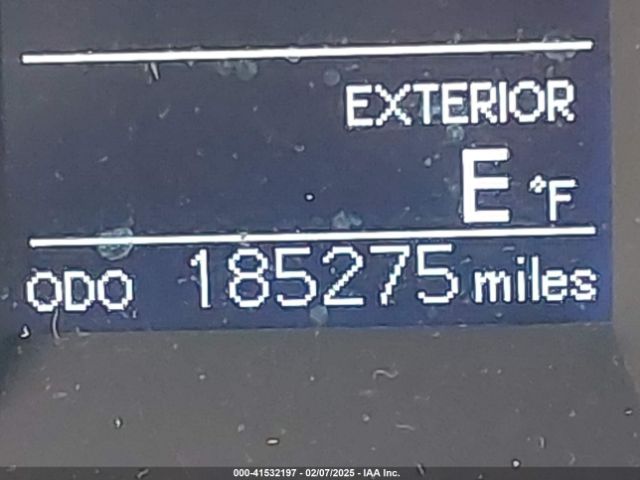 EXTERIOR
E °F
ODO 185275 miles
000-41532197 - 02/07/2025 - IAA Inc.